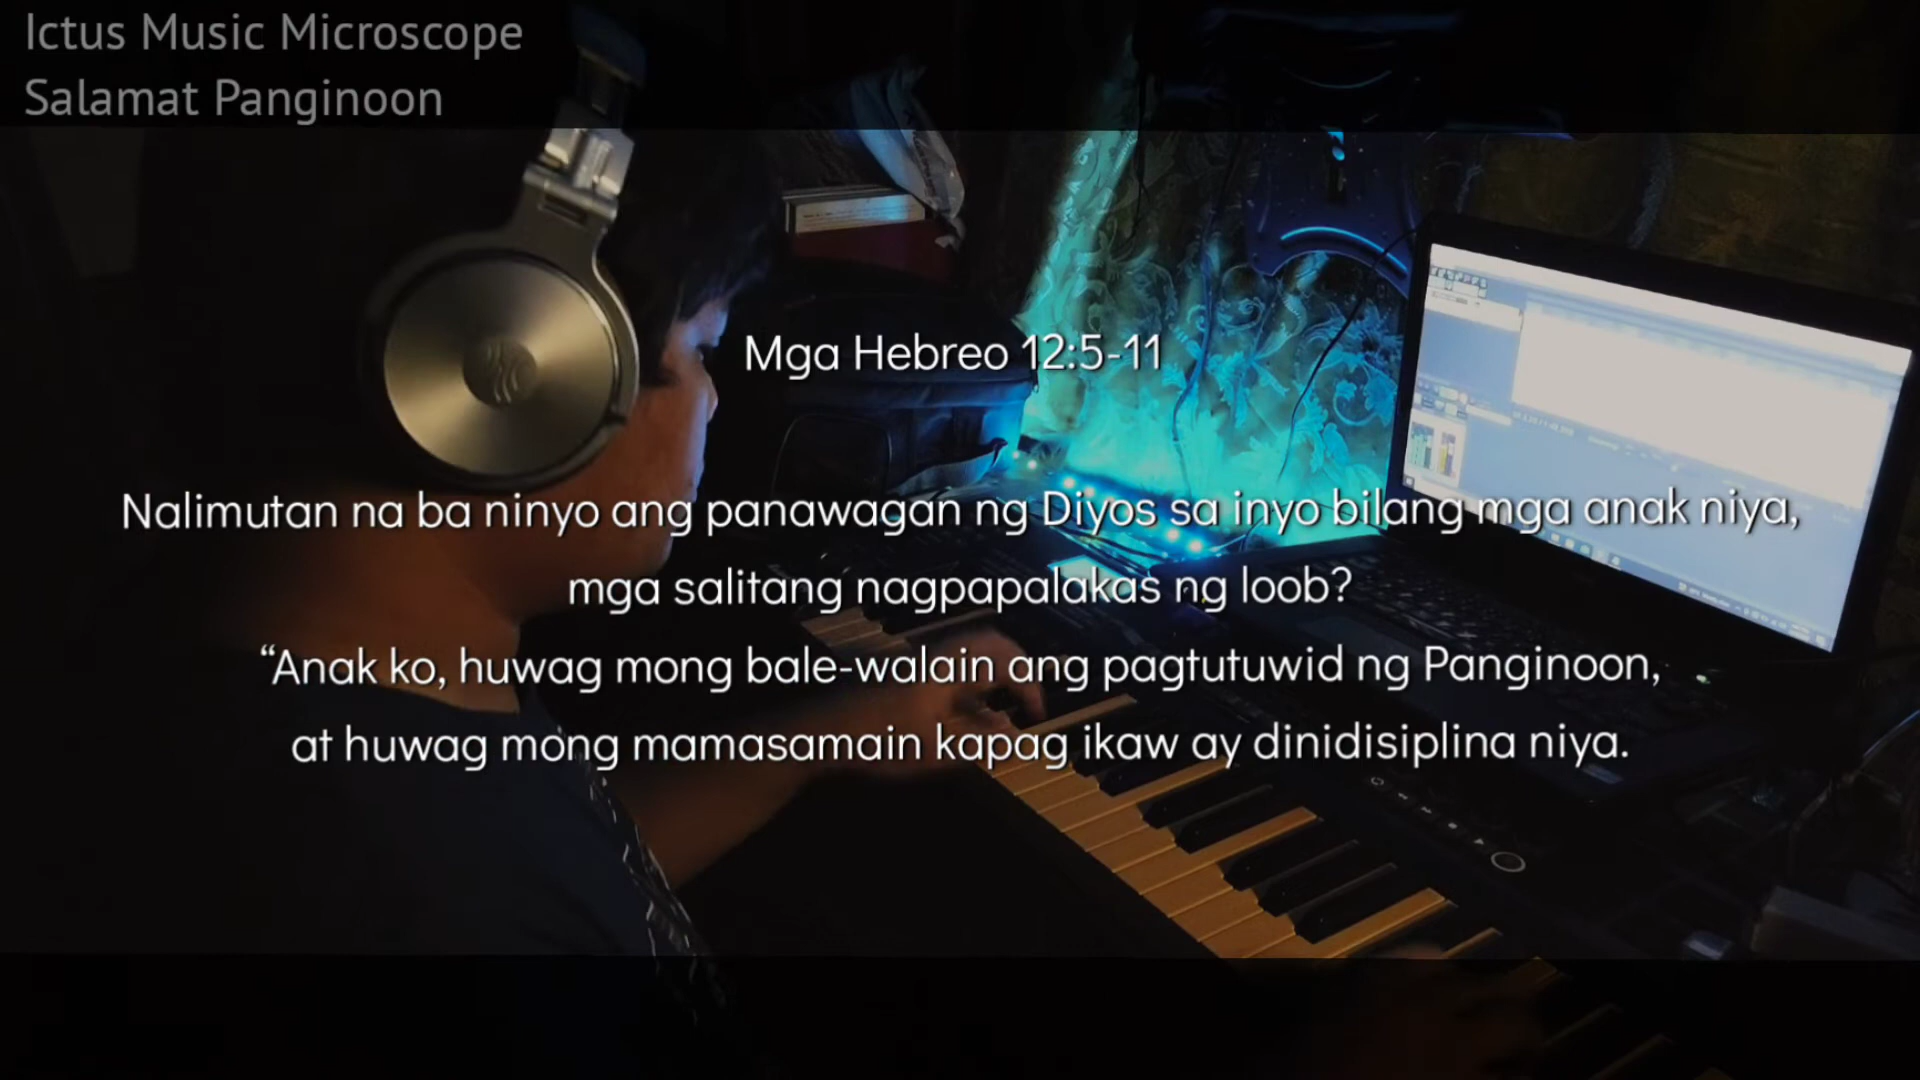 Ictus Music Microscope
Salamat Panginoon
Mga Hebreo 12:5-11
Nalimutan na ba ninyo ang panawagan ng Diyos sa inyo bilang mga anak niya,
mga salitang nagpapalakas ng loob?
“Anak ko, huwag mong bale-walain ang pagtutuwid ng Panginoon,
at huwag mong mamasamain kapag ikaw ay dinidisiplina niya.